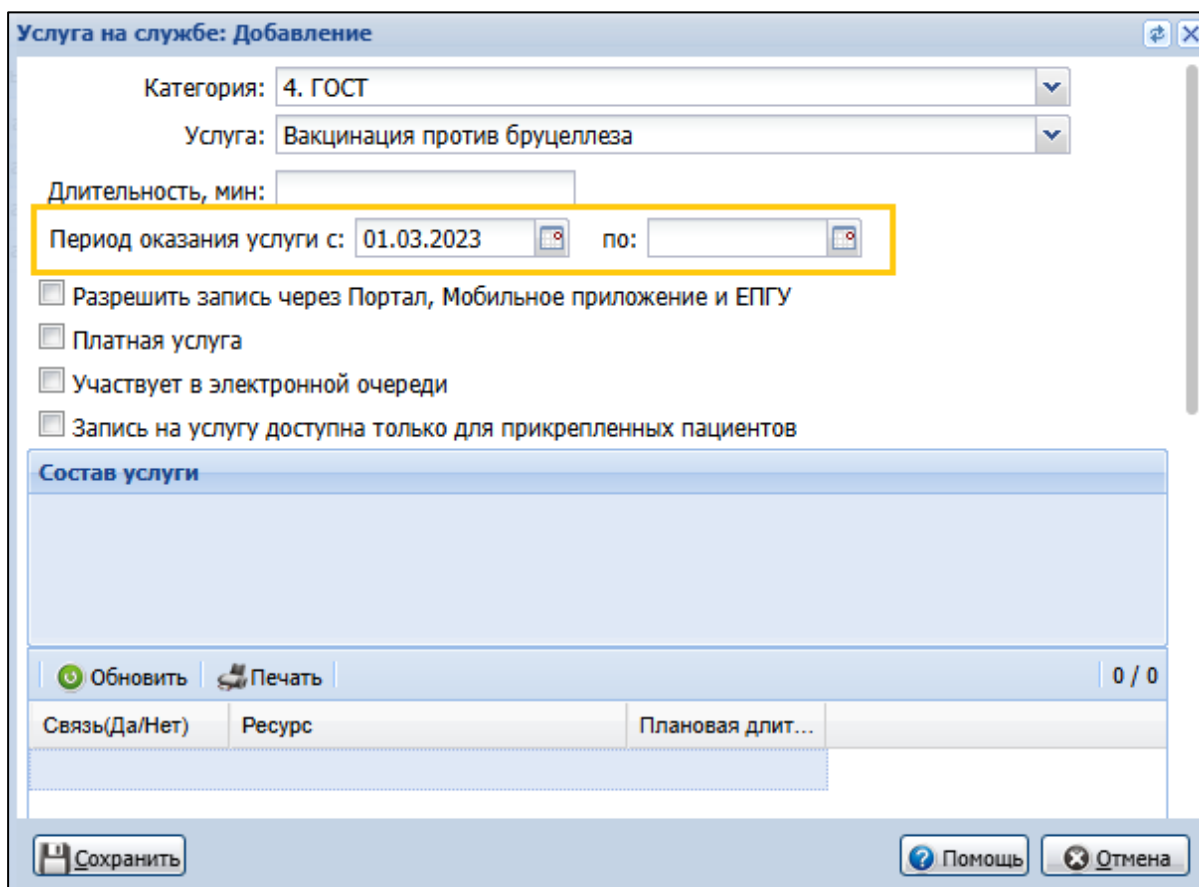 Услуга на службе: Добавление
Категория: 4. ГОСТ
Услуга: Вакцинация против бруцеллеза
Длительность, мин:
Период оказания услуги с: 01.03.2023 по:
Разрешить запись через Портал, Мобильное приложение и ЕПГУ
Платная услуга
Участвует в электронной очереди
Запись на услугу доступна только для прикрепленных пациентов
Состав услуги
Обновить Печать 0 / 0
Связь(Да/Нет) Ресурс Плановая длит...
Сохранить Помощь Отмена